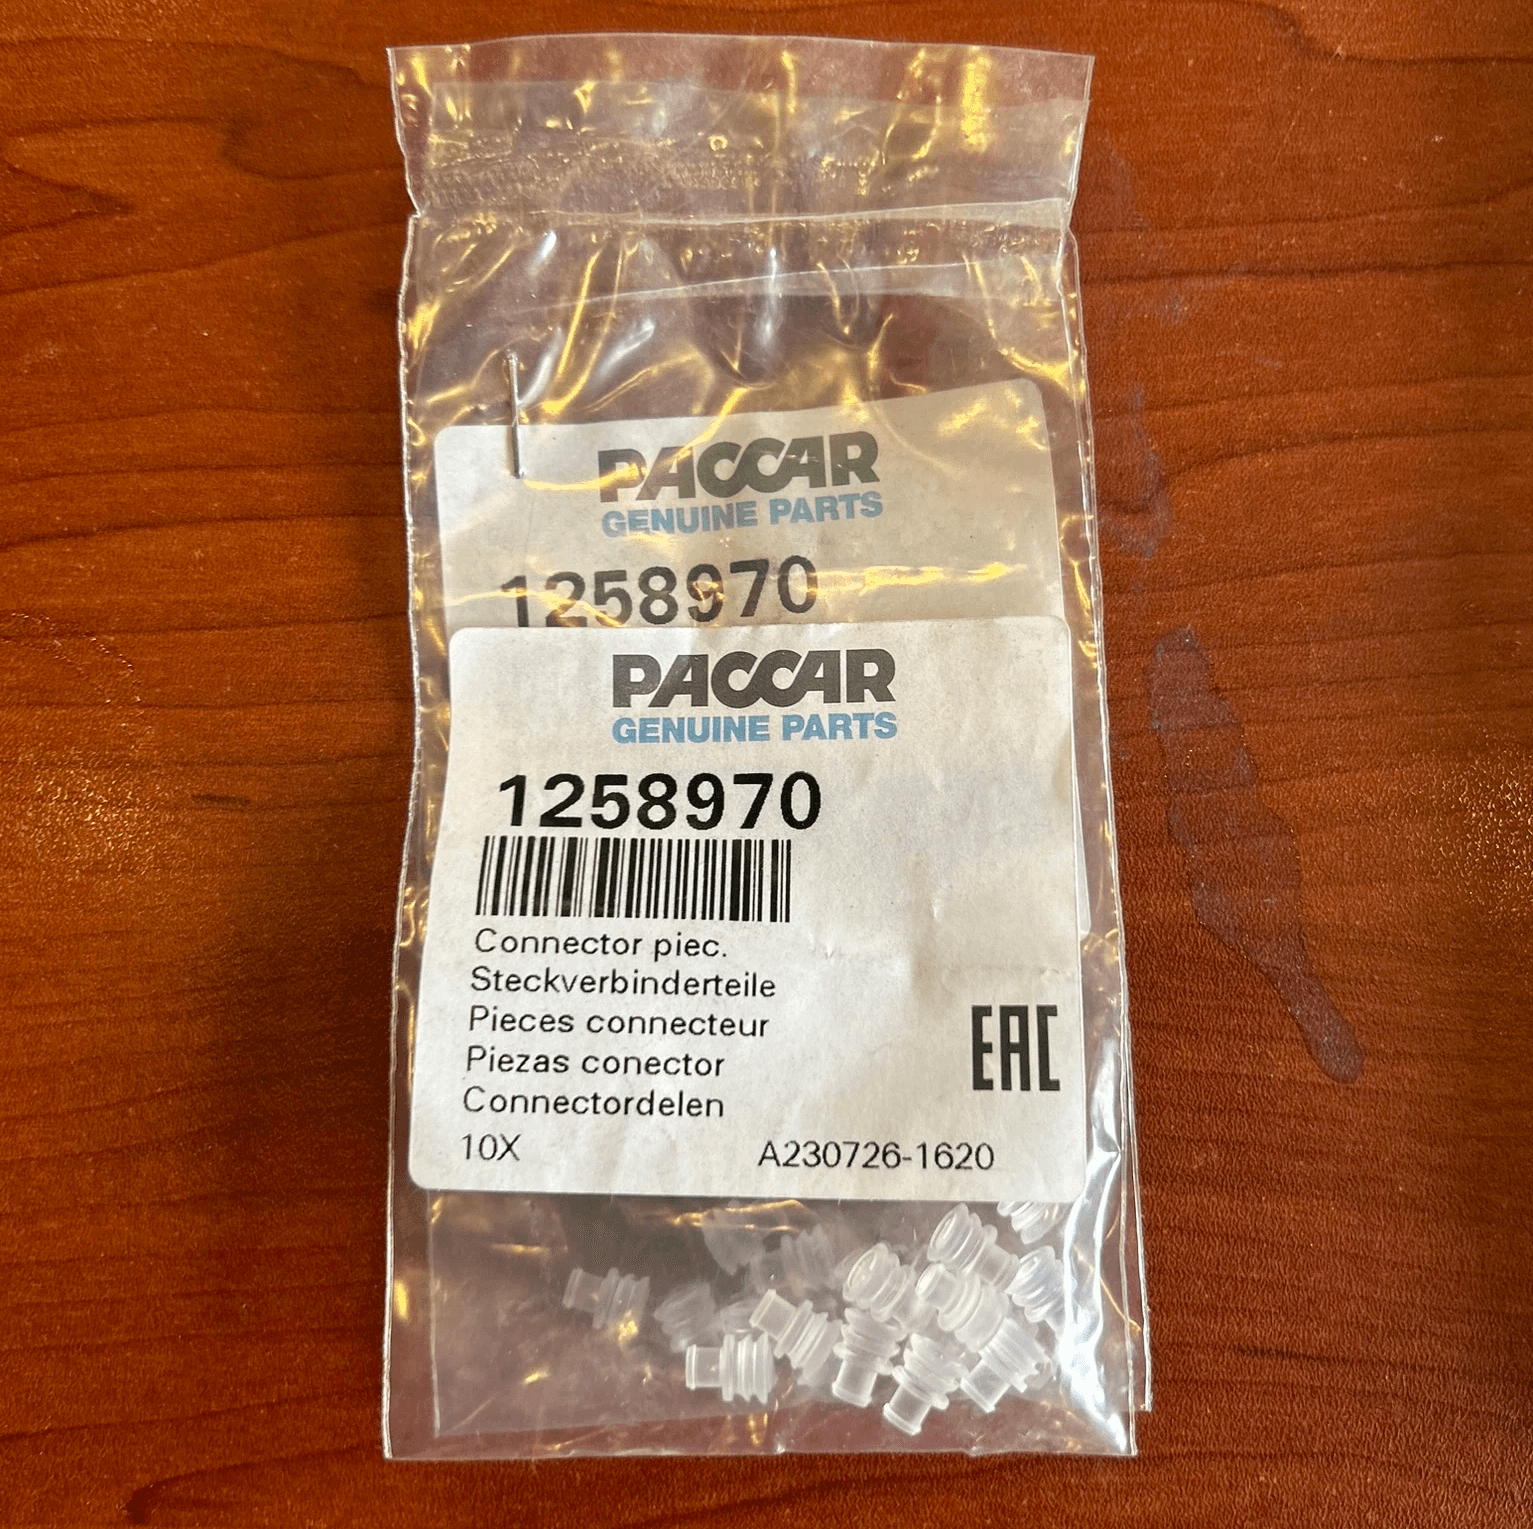 PACCAR
GENUINE PARTS
1258970
PACCAR
GENUINE PARTS
1258970
Connector piec.
Steckverbinderteile
Pieces connecteur
Piezas conector
Connectordelen
EAC
10X
A230726-1620